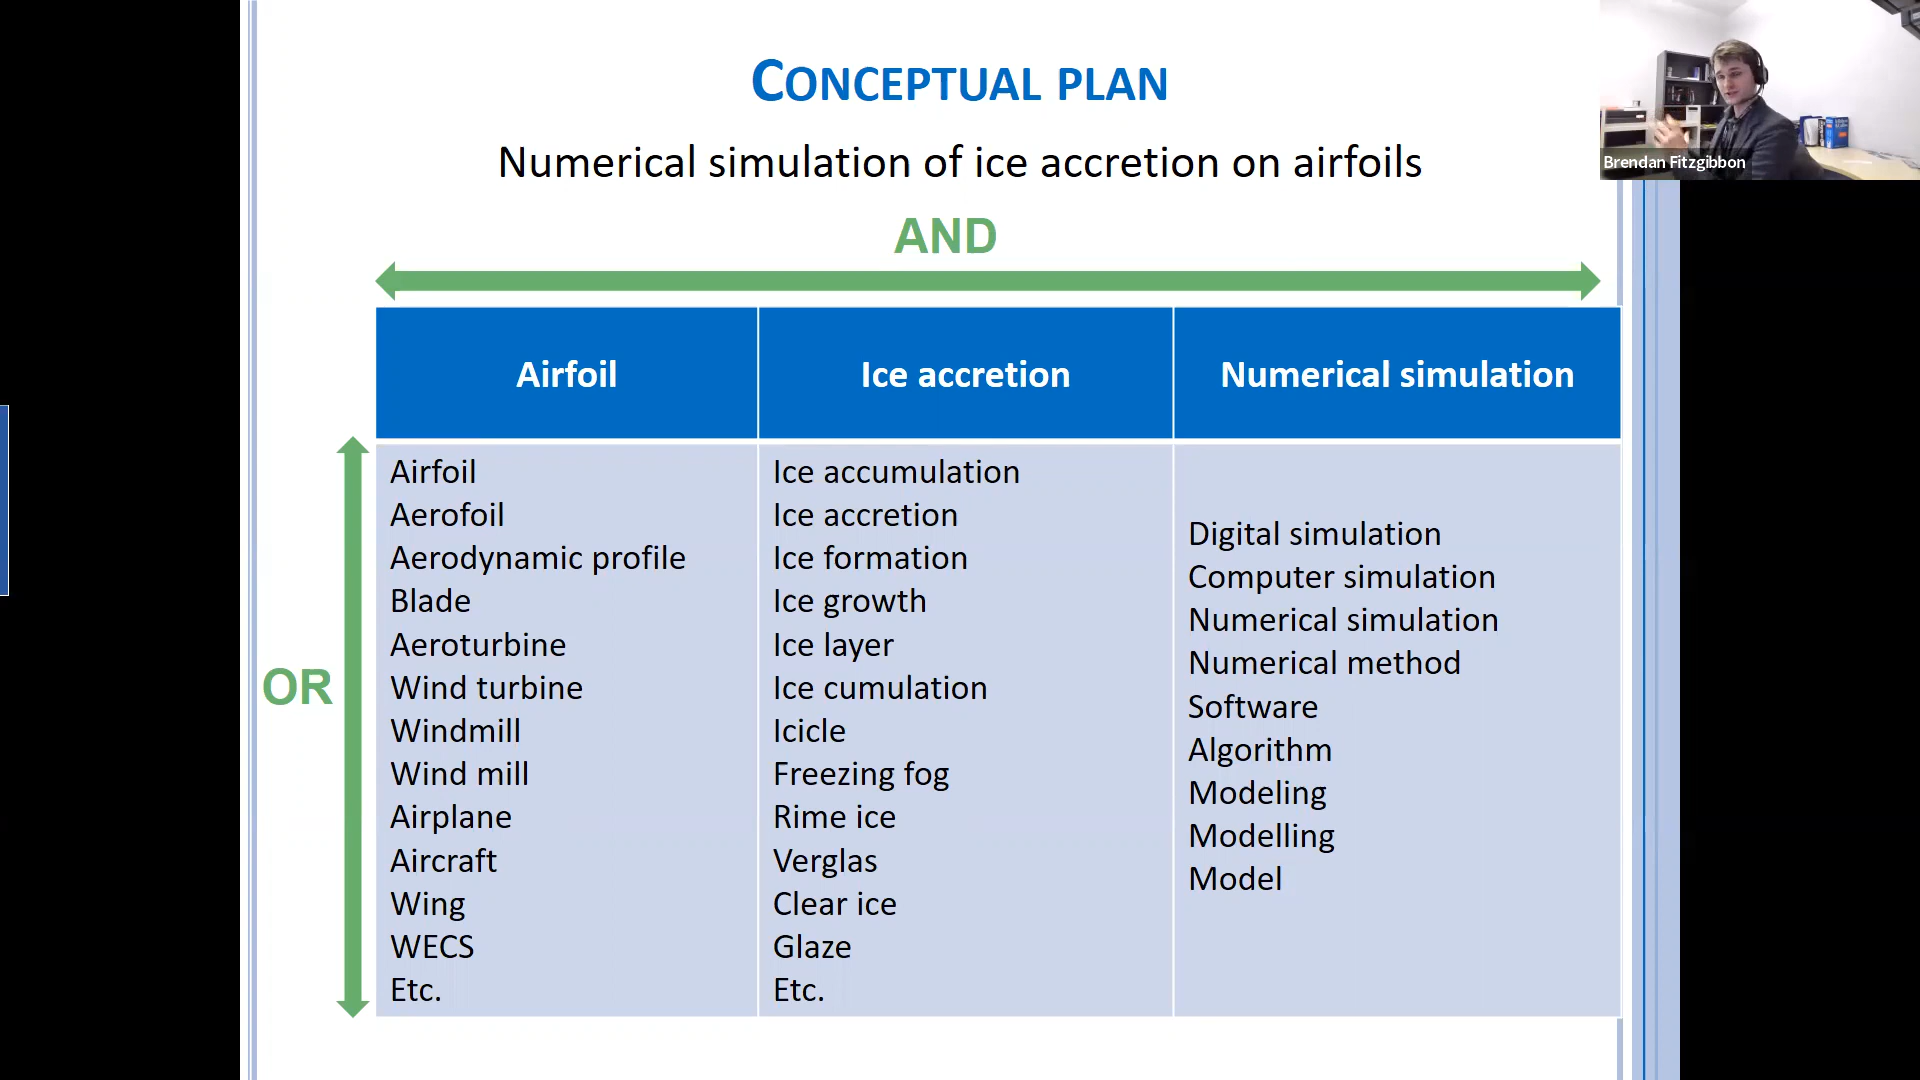 CONCEPTUAL PLAN
Numerical simulation of ice accretion on airfoils
AND
Airfoil
Ice accretion
Numerical simulation
OR
Airfoil
Aerofoil
Aerodynamic profile
Blade
Aeroturbine
Wind turbine
Windmill
Wind mill
Airplane
Aircraft
Wing
WECS
Etc.
Ice accumulation
Ice accretion
Ice formation
Ice growth
Ice layer
Ice cumulation
Icicle
Freezing fog
Rime ice
Verglas
Clear ice
Glaze
Etc.
Digital simulation
Computer simulation
Numerical simulation
Numerical method
Software
Algorithm
Modeling
Modelling
Model
Brendan Fitzgibbon